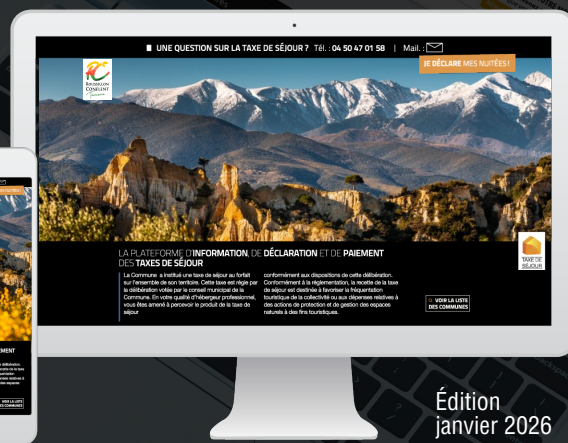 UNE QUESTION SUR LA TAXE DE SÉJOUR ? Tél. : 04 50 47 01 58 | Mail. :
JE DÉCLARE MES NUITÉES !
ROUSSILLON
CONFLENT
Tourisme
LA PLATEFORME D'INFORMATION, DE DÉCLARATION ET DE PAIEMENT
DES TAXES DE SÉJOUR
La Commune a institué une taxe de séjour au forfait
sur l'ensemble de son territoire. Cette taxe est régie par
la délibération votée par le conseil municipal de la
Commune. En votre qualité d'hébergeur professionnel,
vous êtes amené à percevoir le produit de la taxe de
séjour
conformément aux dispositions de cette délibération.
Conformément à la réglementation, la recette de la taxe
de séjour est destinée à favoriser la fréquentation
touristique de la collectivité ou aux dépenses relatives à
des actions de protection et de gestion des espaces
naturels à des fins touristiques.
TAXE DE
SÉJOUR
VOIR LA LISTE
DES COMMUNES
Édition
janvier 2026